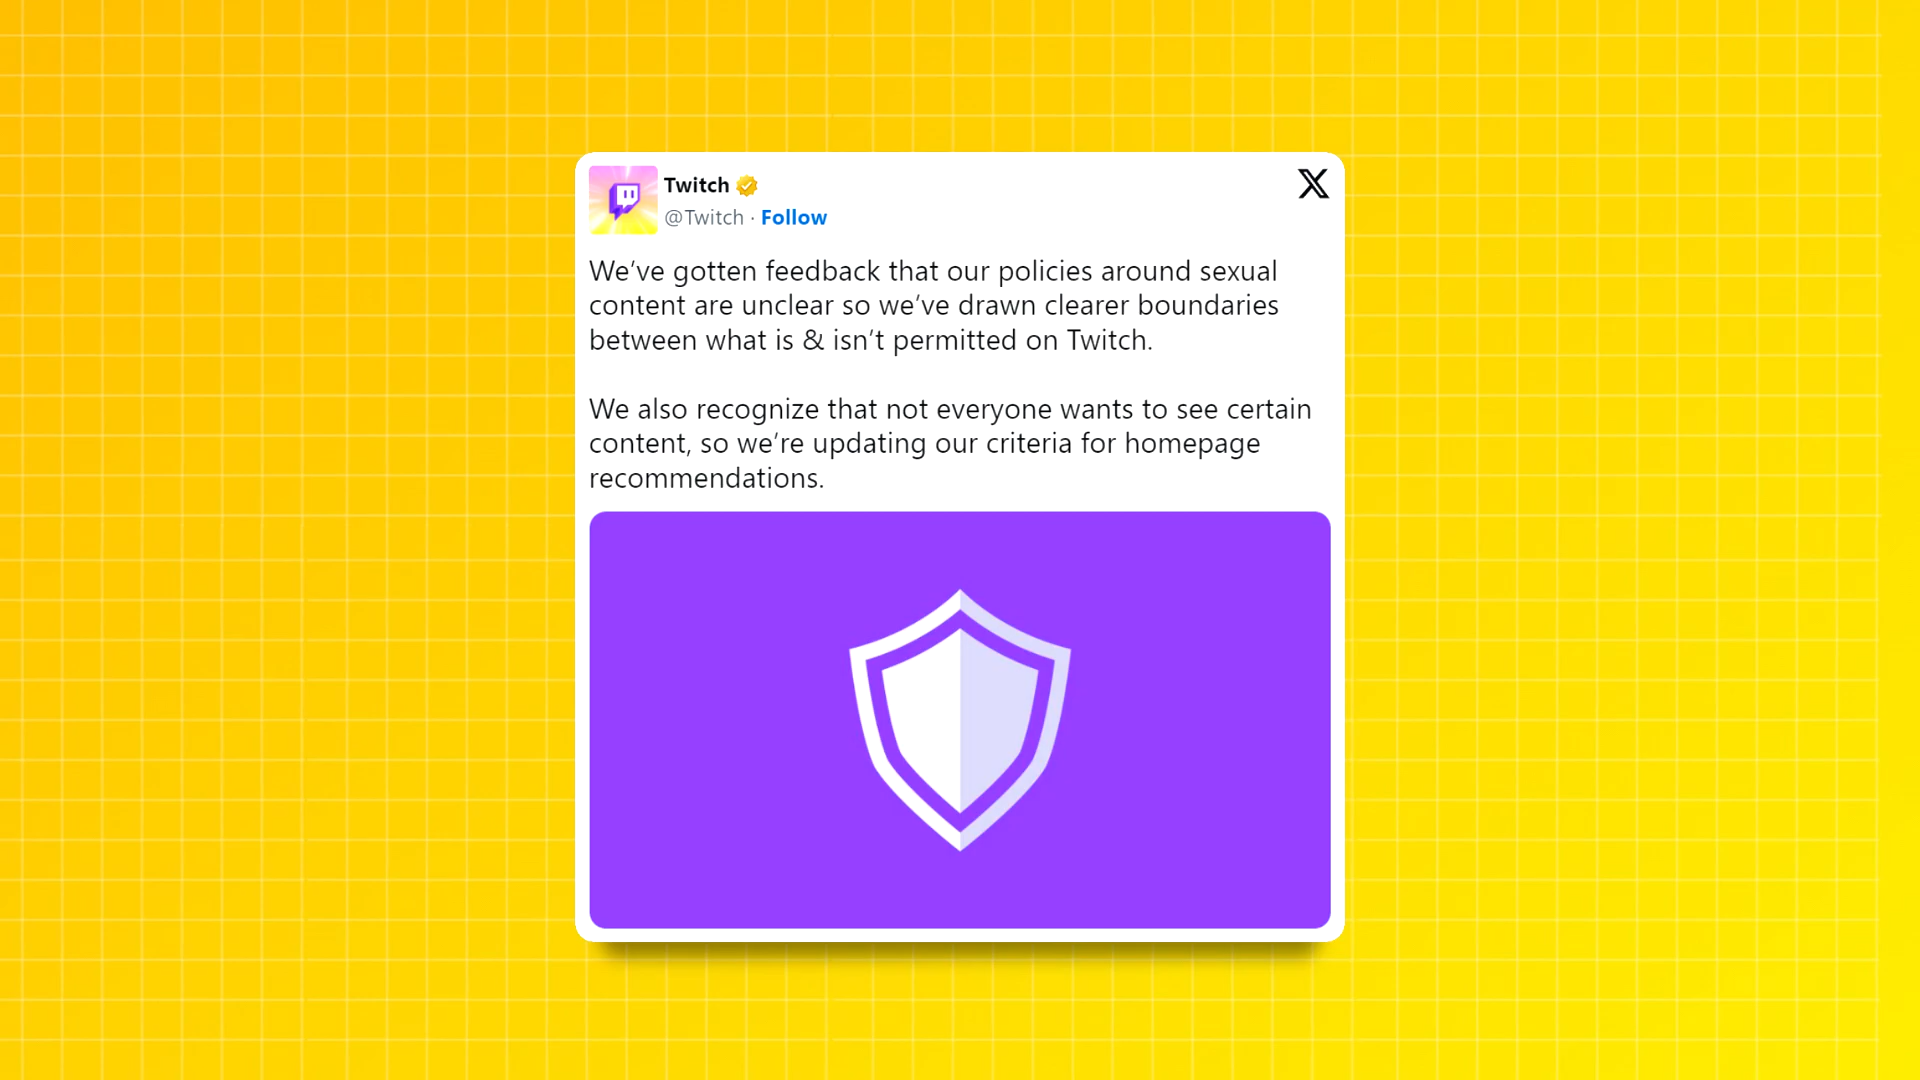 Twitch
@Twitch · Follow
We’ve gotten feedback that our policies around sexual
content are unclear so we’ve drawn clearer boundaries
between what is & isn’t permitted on Twitch.
We also recognize that not everyone wants to see certain
content, so we’re updating our criteria for homepage
recommendations.